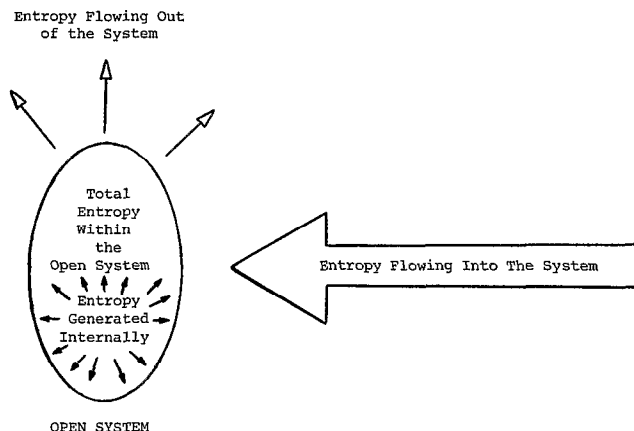 Entropy Flowing Out
of the System
Total
Entropy
Within
the
Open System
Entropy
Generated
Internally
Entropy Flowing Into The System
OPEN SYSTEM